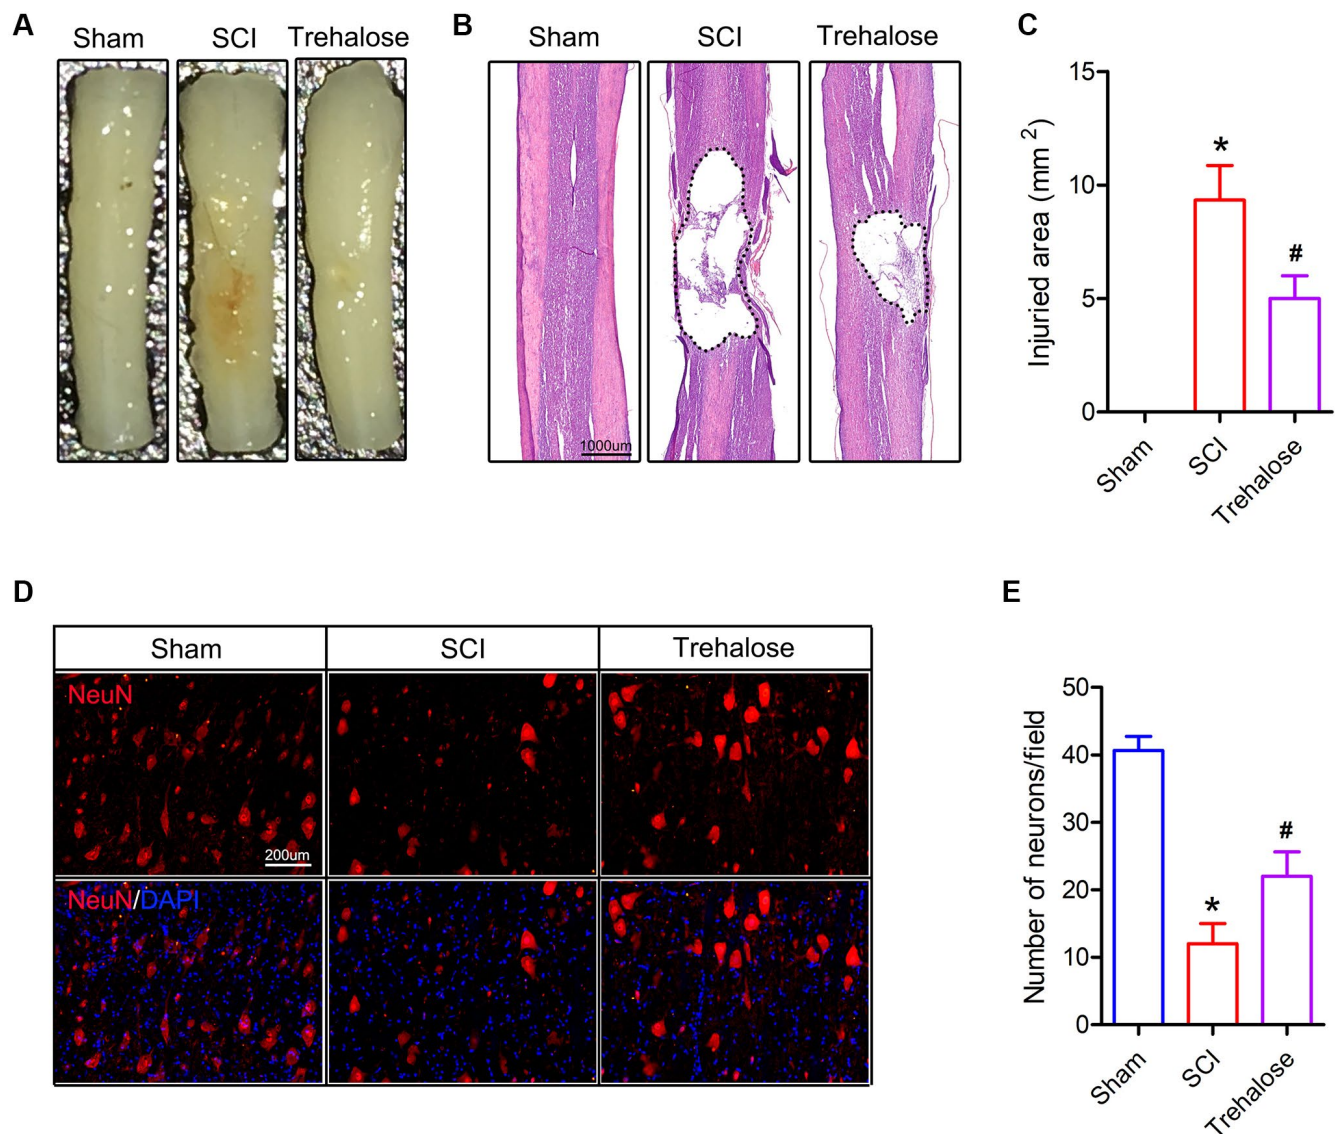 A
Sham SCI Trehalose
B
Sham SCI Trehalose
1000um
C
Injuried area (mm 2)
15
10
5
0
*
#
Sham
SCI
Trehalose
D
Sham SCI Trehalose
NeuN
200um
NeuN/DAPI
E
Number of neurons/field
50
40
30
20
10
0
*
#
Sham
SCI
Trehalose